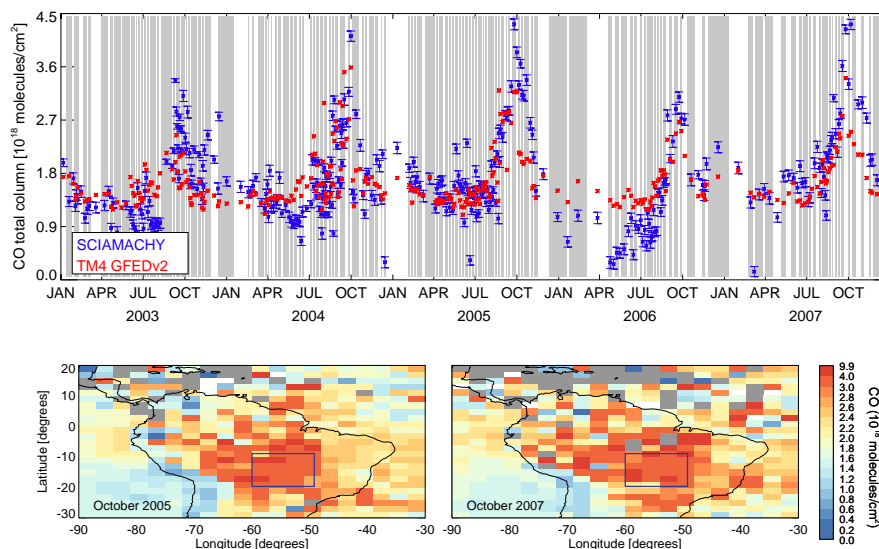 4.5
3.6
2.7
1.8
0.9
0.0
CO total column [10¹⁸ molecules/cm²]
SCIAMACHY
TM4 GFEDv2
JAN APR JUL OCT JAN APR JUL OCT JAN APR JUL OCT JAN APR JUL OCT JAN APR JUL OCT
2003 2004 2005 2006 2007
20
10
0
-10
-20
-30
Latitude [degrees]
October 2005
-90 -80 -70 -60 -50 -40 -30
Longitude [degrees]
October 2007
-90 -80 -70 -60 -50 -40 -30
Longitude [degrees]
9.9
4.0
3.0
2.8
2.6
2.4
2.2
2.0
1.8
1.6
1.4
1.2
1.0
0.8
0.6
0.4
0.2
0.0
CO (10¹⁸ molecules/cm²)